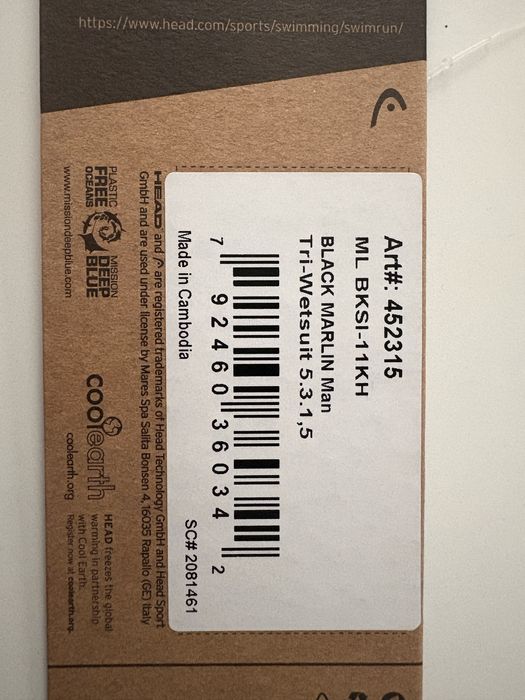 https://www.head.com/sports/swimming/swimrun/
Art#: 452315
ML BKSI-11KH
BLACK MARLIN Man
Tri-Wetsuit 5.3.1,5
7 92460 36034 2
Made in Cambodia
SC# 2081461
HEAD and are registered trademarks of Head Technology GmbH and Head Sport
GmbH and are used under license by Mares Spa Salita Bonsen 4, 16035 Rapallo (GE) Italy
PLASTIC
FREE
OCEANS
MISSION
DEEP
BLUE
www.missiondeepblue.com
coolearth
coolearth.org
HEAD freezes the global
warming in partnership
with Cool Earth.
Register now at coolearth.org.